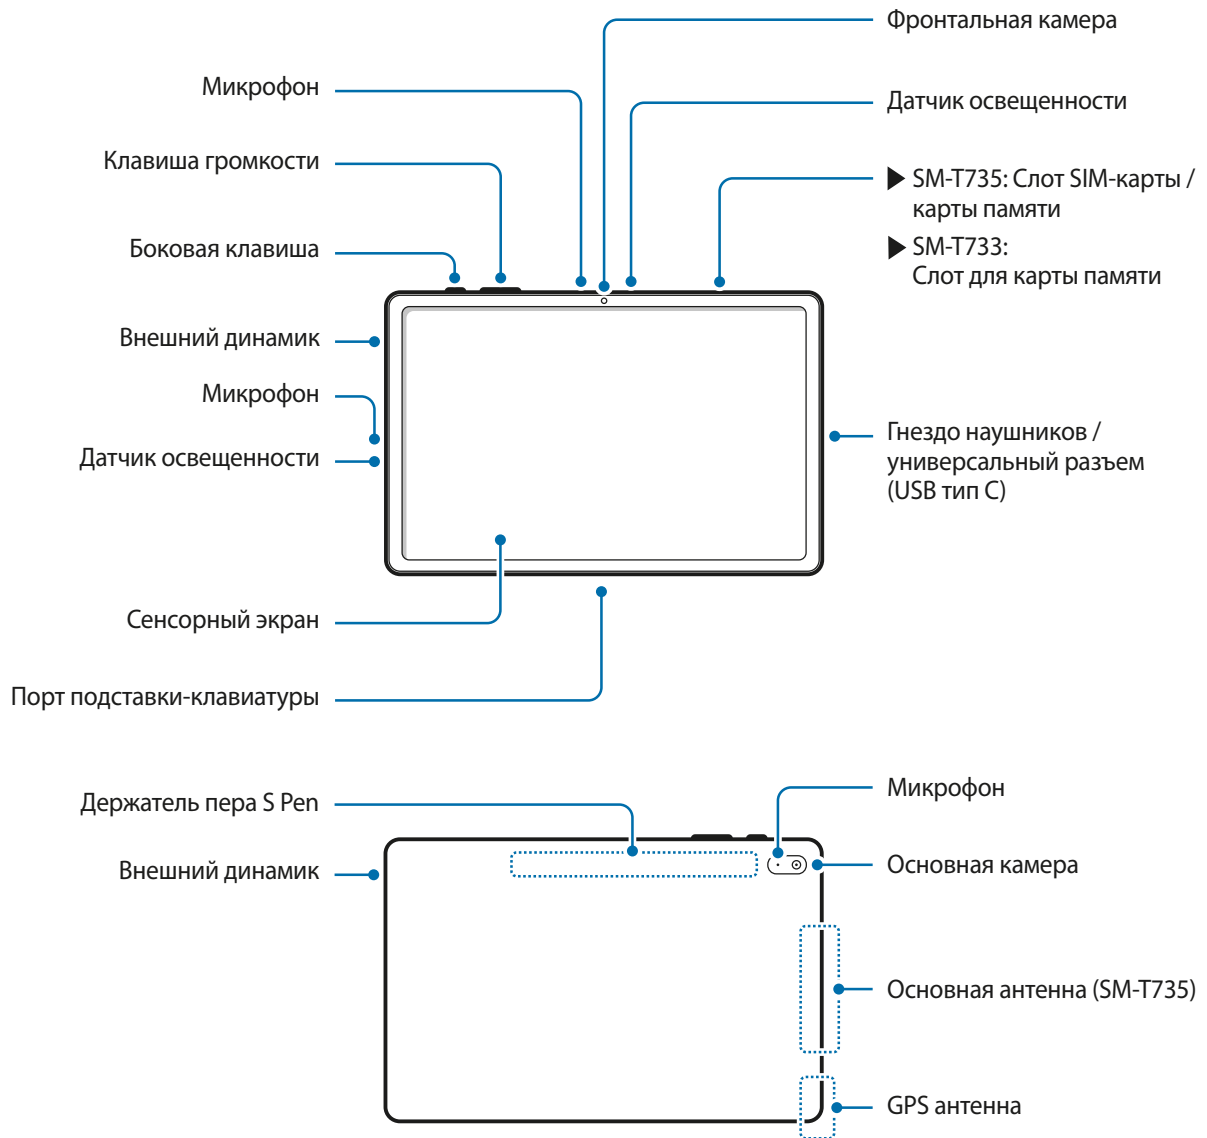 Фронтальная камера
Микрофон
Датчик освещенности
Клавиша громкости
▶ SM-T735: Слот SIM-карты /
карты памяти
Боковая клавиша
▶ SM-T733:
Слот для карты памяти
Внешний динамик
Микрофон
Датчик освещенности
Гнездо наушников /
универсальный разъем
(USB тип C)
Сенсорный экран
Порт подставки-клавиатуры
Держатель пера S Pen
Микрофон
Внешний динамик
Основная камера
Основная антенна (SM-T735)
GPS антенна